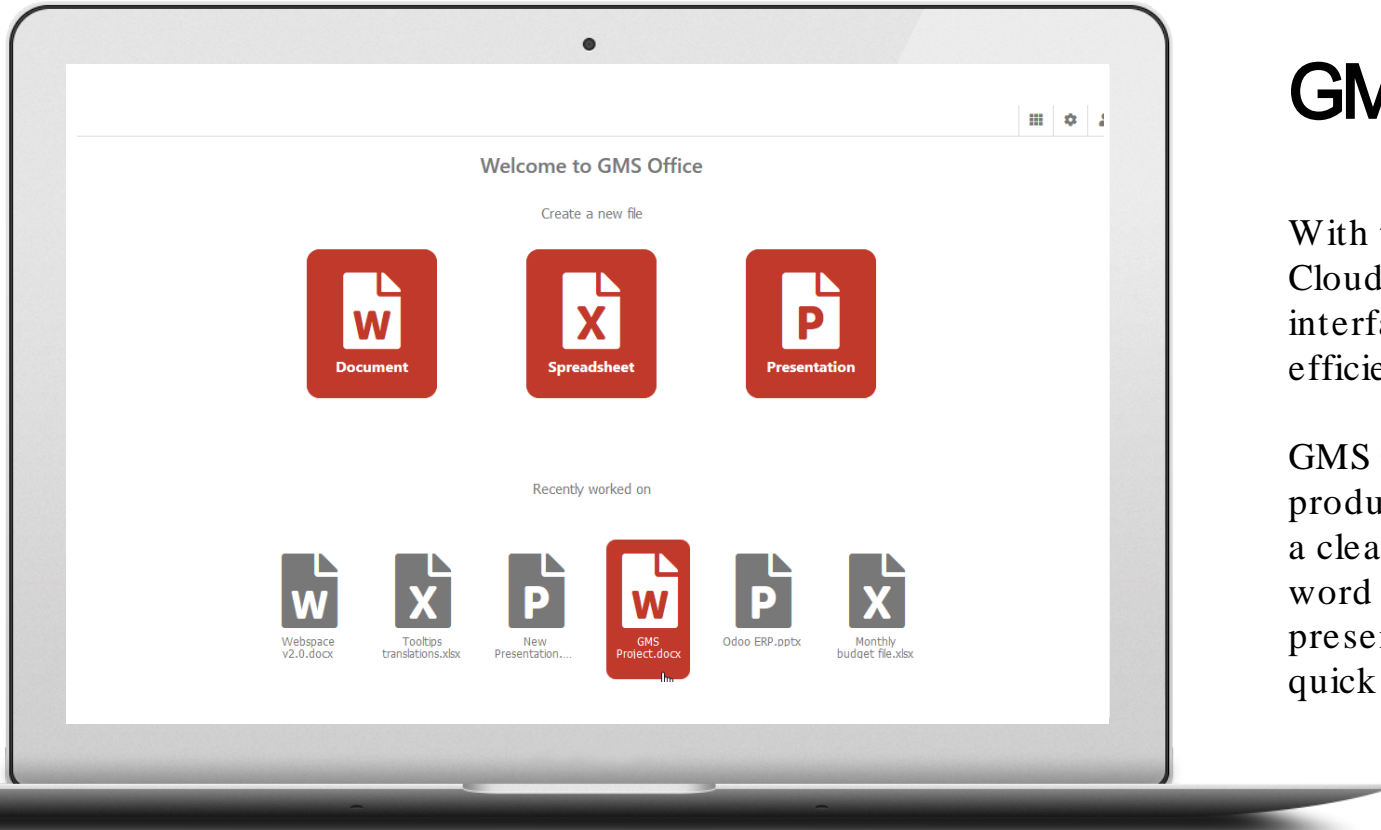 Welcome to GMS Office
Create a new file
W
X
P
Document
Spreadsheet
Presentation
Recently worked on
W
X
P
W
P
X
Webspace
v2.0.docx
Tooltips
translations.xlsx
New
Presentation....
GMS
Project.docx
Odoo ERP.pptx
Monthly
budget file.xlsx
GM
With
Cloud
interfa
efficie
GMS
produ
a clea
word
prese
quick